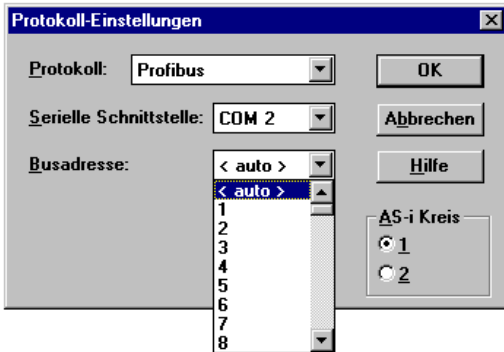 Protokoll-Einstellungen
Protokoll: Profibus
OK
Serielle Schnittstelle: COM 2
Abbrechen
Busadresse: < auto >
Hilfe
< auto >
1
2
3
4
5
6
7
8
AS-i Kreis
1
2